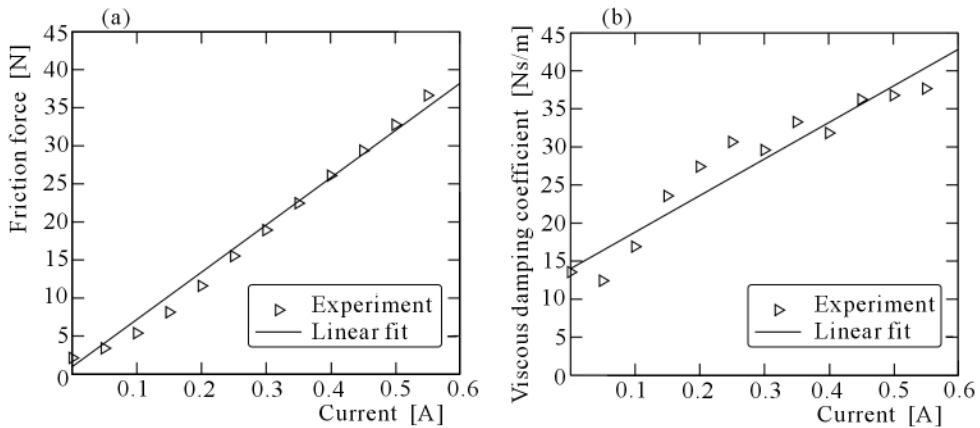 (a)
Friction force [N]
45
40
35
30
25
20
15
10
5
0
0.1 0.2 0.3 0.4 0.5 0.6
Current [A]
Experiment
Linear fit
(b)
Viscous damping coefficient [Ns/m]
45
40
35
30
25
20
15
10
5
0
0.1 0.2 0.3 0.4 0.5 0.6
Current [A]
Experiment
Linear fit